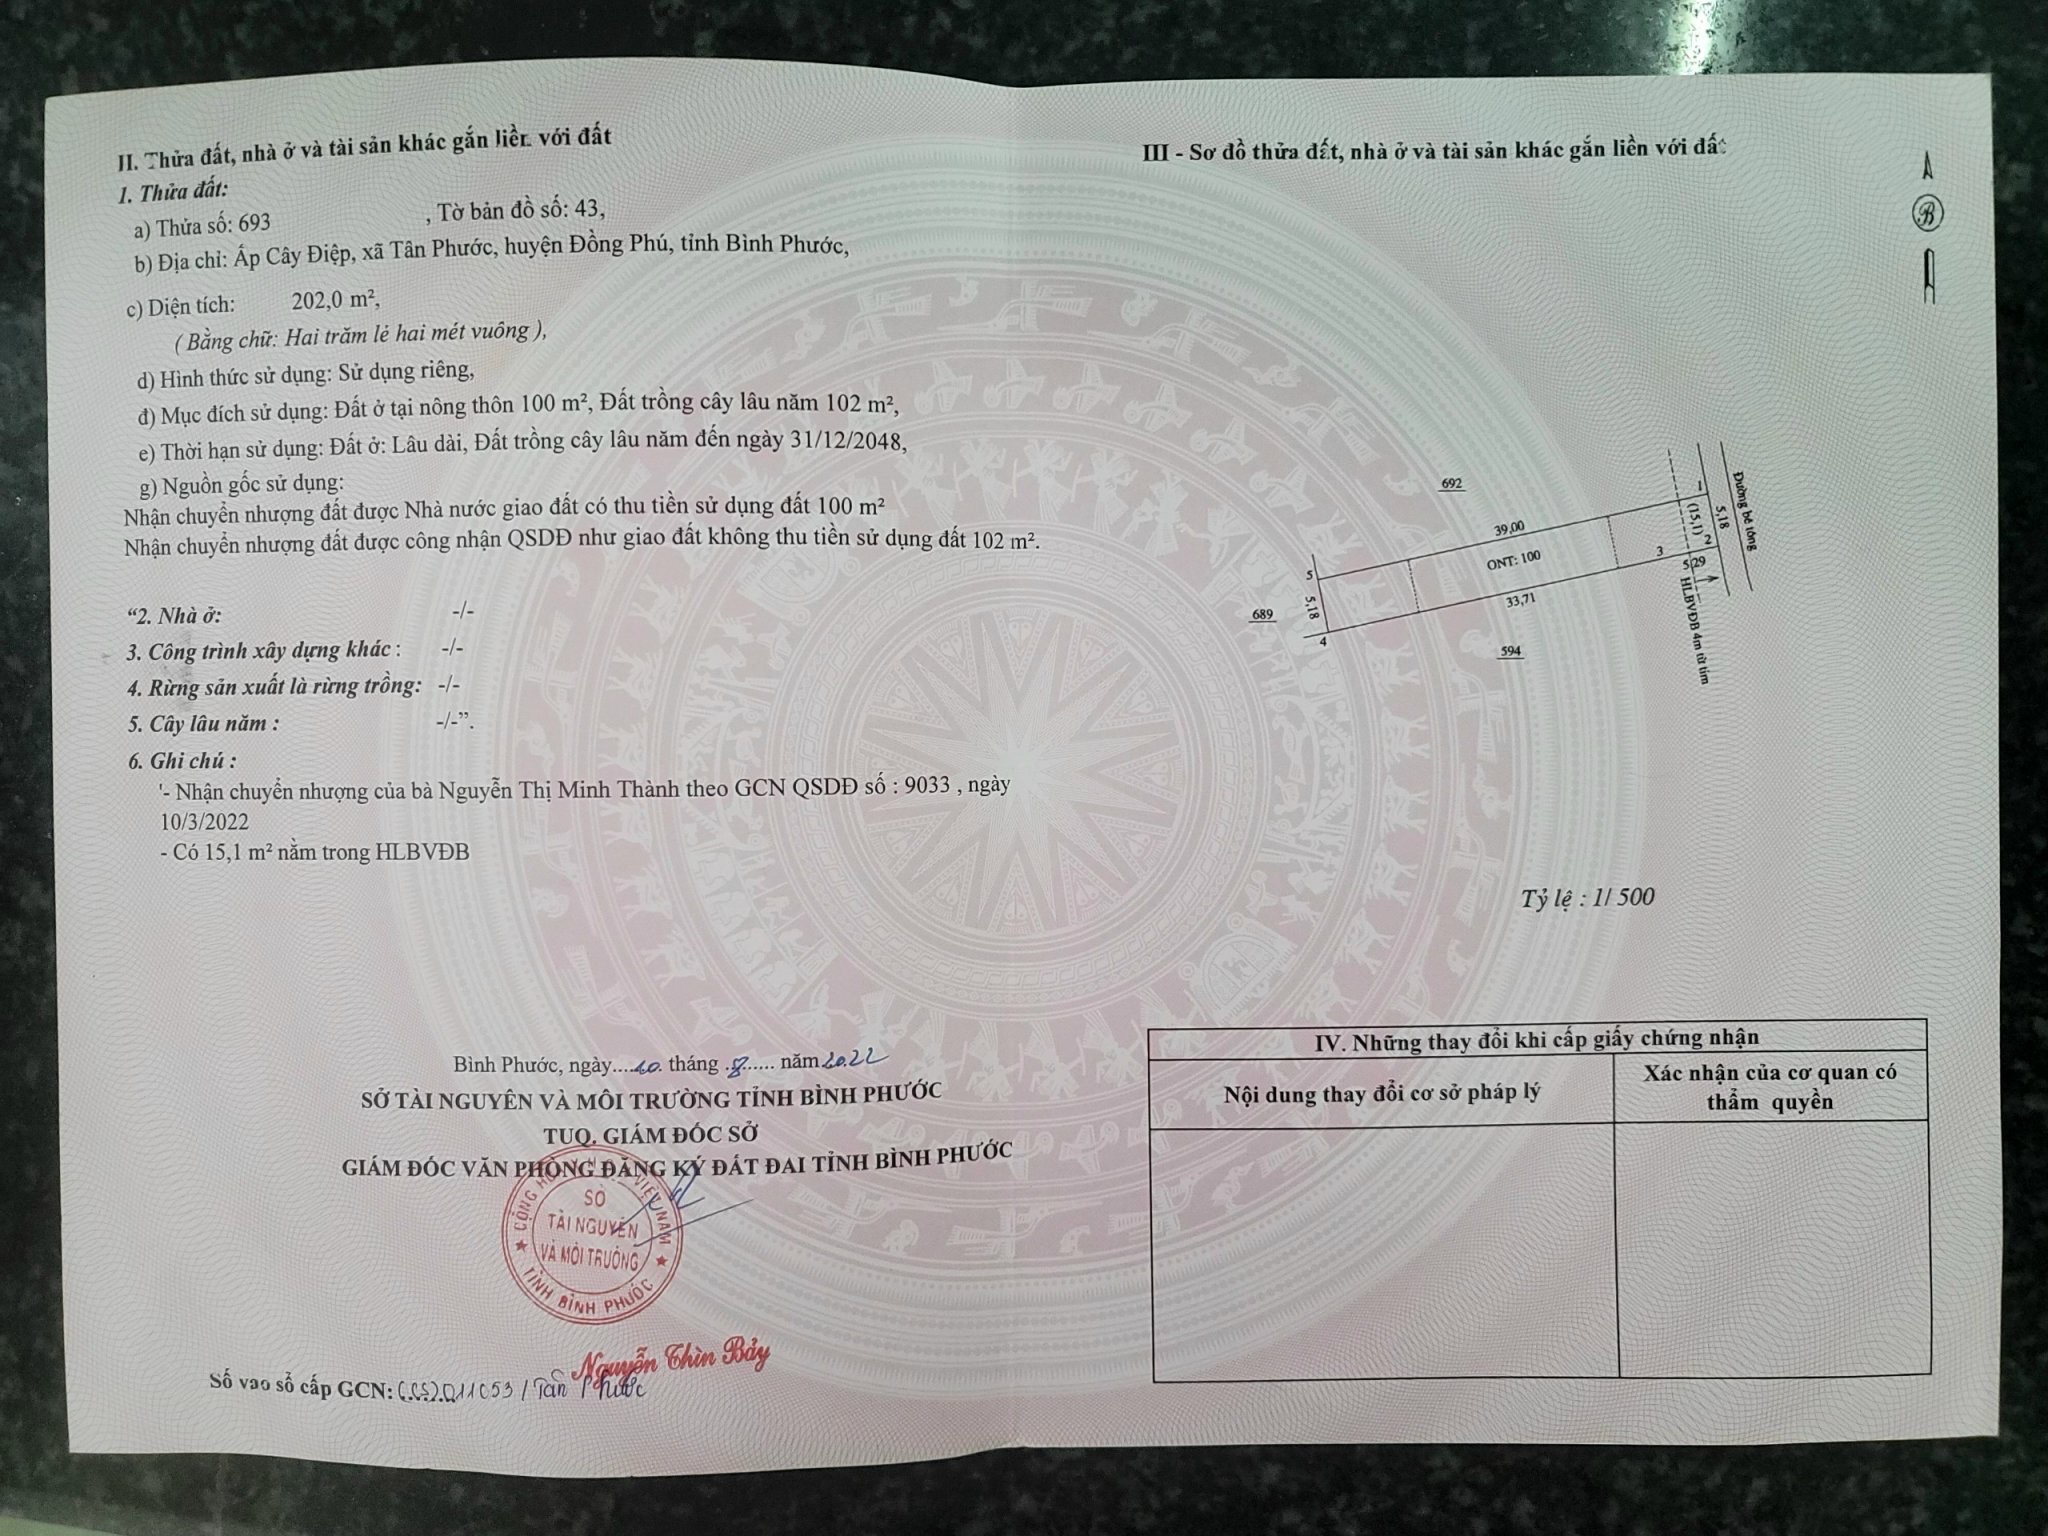 II. Thửa đất, nhà ở và tài sản khác gắn liền với đất
1. Thửa đất:
a) Thửa số: 693 , Tờ bản đồ số: 43,
b) Địa chỉ: Ấp Cây Điệp, xã Tân Phước, huyện Đồng Phú, tỉnh Bình Phước,
c) Diện tích: 202,0 m²,
( Bằng chữ: Hai trăm lẻ hai mét vuông ),
d) Hình thức sử dụng: Sử dụng riêng,
đ) Mục đích sử dụng: Đất ở tại nông thôn 100 m², Đất trồng cây lâu năm 102 m²,
e) Thời hạn sử dụng: Đất ở: Lâu dài, Đất trồng cây lâu năm đến ngày 31/12/2048,
g) Nguồn gốc sử dụng:
Nhận chuyển nhượng đất được Nhà nước giao đất có thu tiền sử dụng đất 100 m²
Nhận chuyển nhượng đất được công nhận QSDĐ như giao đất không thu tiền sử dụng đất 102 m².
“2. Nhà ở: -/-
3. Công trình xây dựng khác : -/-
4. Rừng sản xuất là rừng trồng: -/-
5. Cây lâu năm : -/-”.
6. Ghi chú :
'- Nhận chuyển nhượng của bà Nguyễn Thị Minh Thành theo GCN QSDĐ số : 9033 , ngày
10/3/2022
- Có 15,1 m² nằm trong HLBVĐB
Bình Phước, ngày.....10. tháng .8...... năm.2022
SỞ TÀI NGUYÊN VÀ MÔI TRƯỜNG TỈNH BÌNH PHƯỚC
TUQ. GIÁM ĐỐC SỞ
GIÁM ĐỐC VĂN PHÒNG ĐĂNG KÝ ĐẤT ĐAI TỈNH BÌNH PHƯỚC
CỘNG VIỆT NAM
SỞ
TÀI NGUYÊN
VÀ MÔI TRƯỜNG
TỈNH BÌNH PHƯỚC
Nguyễn Thìn Bảy
Số vào sổ cấp GCN: / Tân Phước
III - Sơ đồ thửa đất, nhà ở và tài sản khác gắn liền với đất
B
692
Đường bê tông
1
5,18
(15,1)
39,00
2
3
ONT: 100
5,29
5
5,18
33,71
689
4
594
HLBVĐB 4m từ tim
Tỷ lệ : 1/ 500
IV. Những thay đổi khi cấp giấy chứng nhận
Nội dung thay đổi cơ sở pháp lý
Xác nhận của cơ quan có
thẩm quyền